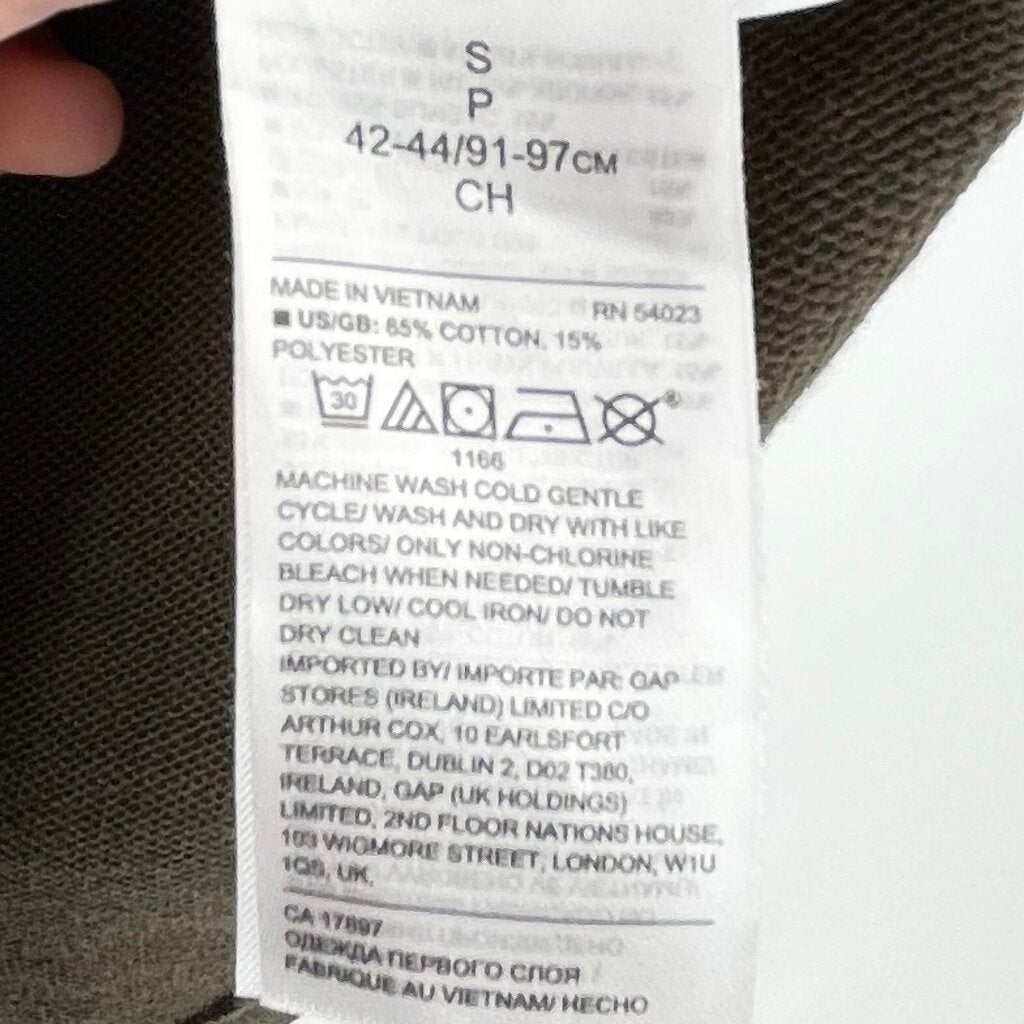 S
P
42-44/91-97CM
CH
MADE IN VIETNAM RN 54023
US/GB: 85% COTTON, 15%
POLYESTER
30
1166
MACHINE WASH COLD GENTLE
CYCLE/ WASH AND DRY WITH LIKE
COLORS/ ONLY NON-CHLORINE
BLEACH WHEN NEEDED/ TUMBLE
DRY LOW/ COOL IRON/ DO NOT
DRY CLEAN
IMPORTED BY/ IMPORTE PAR: GAP
STORES (IRELAND) LIMITED C/O
ARTHUR COX, 10 EARLSFORT
TERRACE, DUBLIN 2, D02 T380,
IRELAND, GAP (UK HOLDINGS)
LIMITED, 2ND FLOOR NATIONS HOUSE,
103 WIGMORE STREET, LONDON, W1U
1QS, UK.
CA 17897
ОДЕЖДА ПЕРВОГО СЛОЯ
FABRIQUE AU VIETNAM/ HECHO